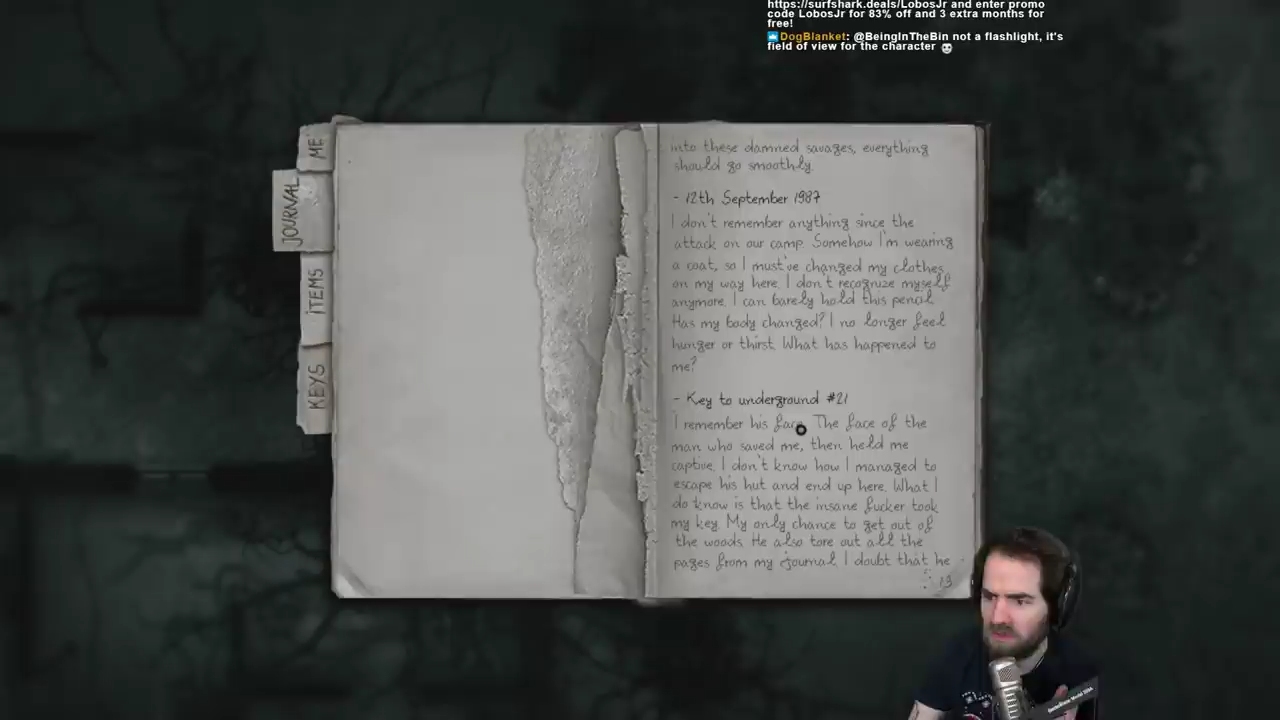 https://surfshark.deals/LobosJr and enter promo
code LobosJr for 83% off and 3 extra months for
free!
DogBlanket: @BeingInTheBin not a flashlight, it's
field of view for the character
ME
JOURNAL
ITEMS
KEYS
into these damned savages, everything
should go smoothly.
- 12th September 1987
I don't remember anything since the
attack on our camp. Somehow I'm wearing
a coat, so I must've changed my clothes
on my way here. I don't recognize myself
anymore. I can barely hold this pencil.
Has my body changed? I no longer feel
hunger or thirst. What has happened to
me?
- Key to underground #21
I remember his face. The face of the
man who saved me, then held me
captive. I don't know how I managed to
escape his hut and end up here. What I
do know is that the insane fucker took
my key. My only chance to get out of
the woods. He also tore out all the
pages from my journal. I doubt that he
13